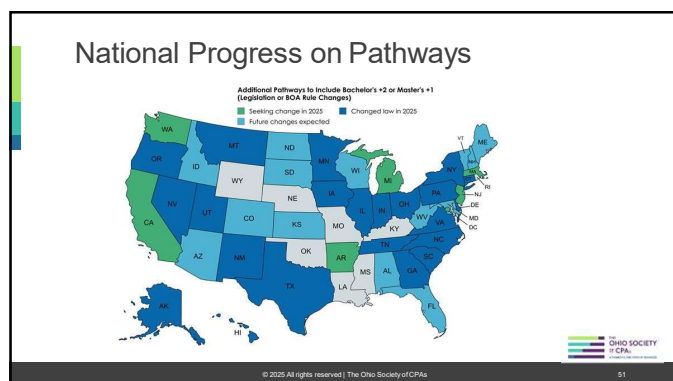 National Progress on Pathways
Additional Pathways to Include Bachelor's +2 or Master's +1
(Legislation or BOA Rule Changes)
Seeking change in 2025
Changed law in 2025
Future changes expected
WA
OR
CA
NV
ID
MT
WY
UT
AZ
CO
NM
ND
SD
NE
KS
OK
TX
MN
IA
MO
AR
LA
WI
IL
MI
IN
OH
KY
TN
MS
AL
GA
FL
SC
NC
VA
WV
PA
NY
VT
NH
ME
MA
RI
NJ
DE
MD
DC
AK
HI
THE
OHIO SOCIETY
OF CPAs
© 2025 All rights reserved | The Ohio Society of CPAs
51